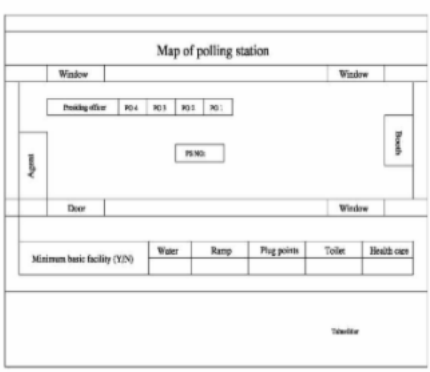 Map of polling station
Window Window
Presiding officer PO 4 PO 3 PO 2 PO 1
Booth
PS NO:
Agent
Door Window
Minimum basic facility (Y/N) Water Ramp Plug points Toilet Health care